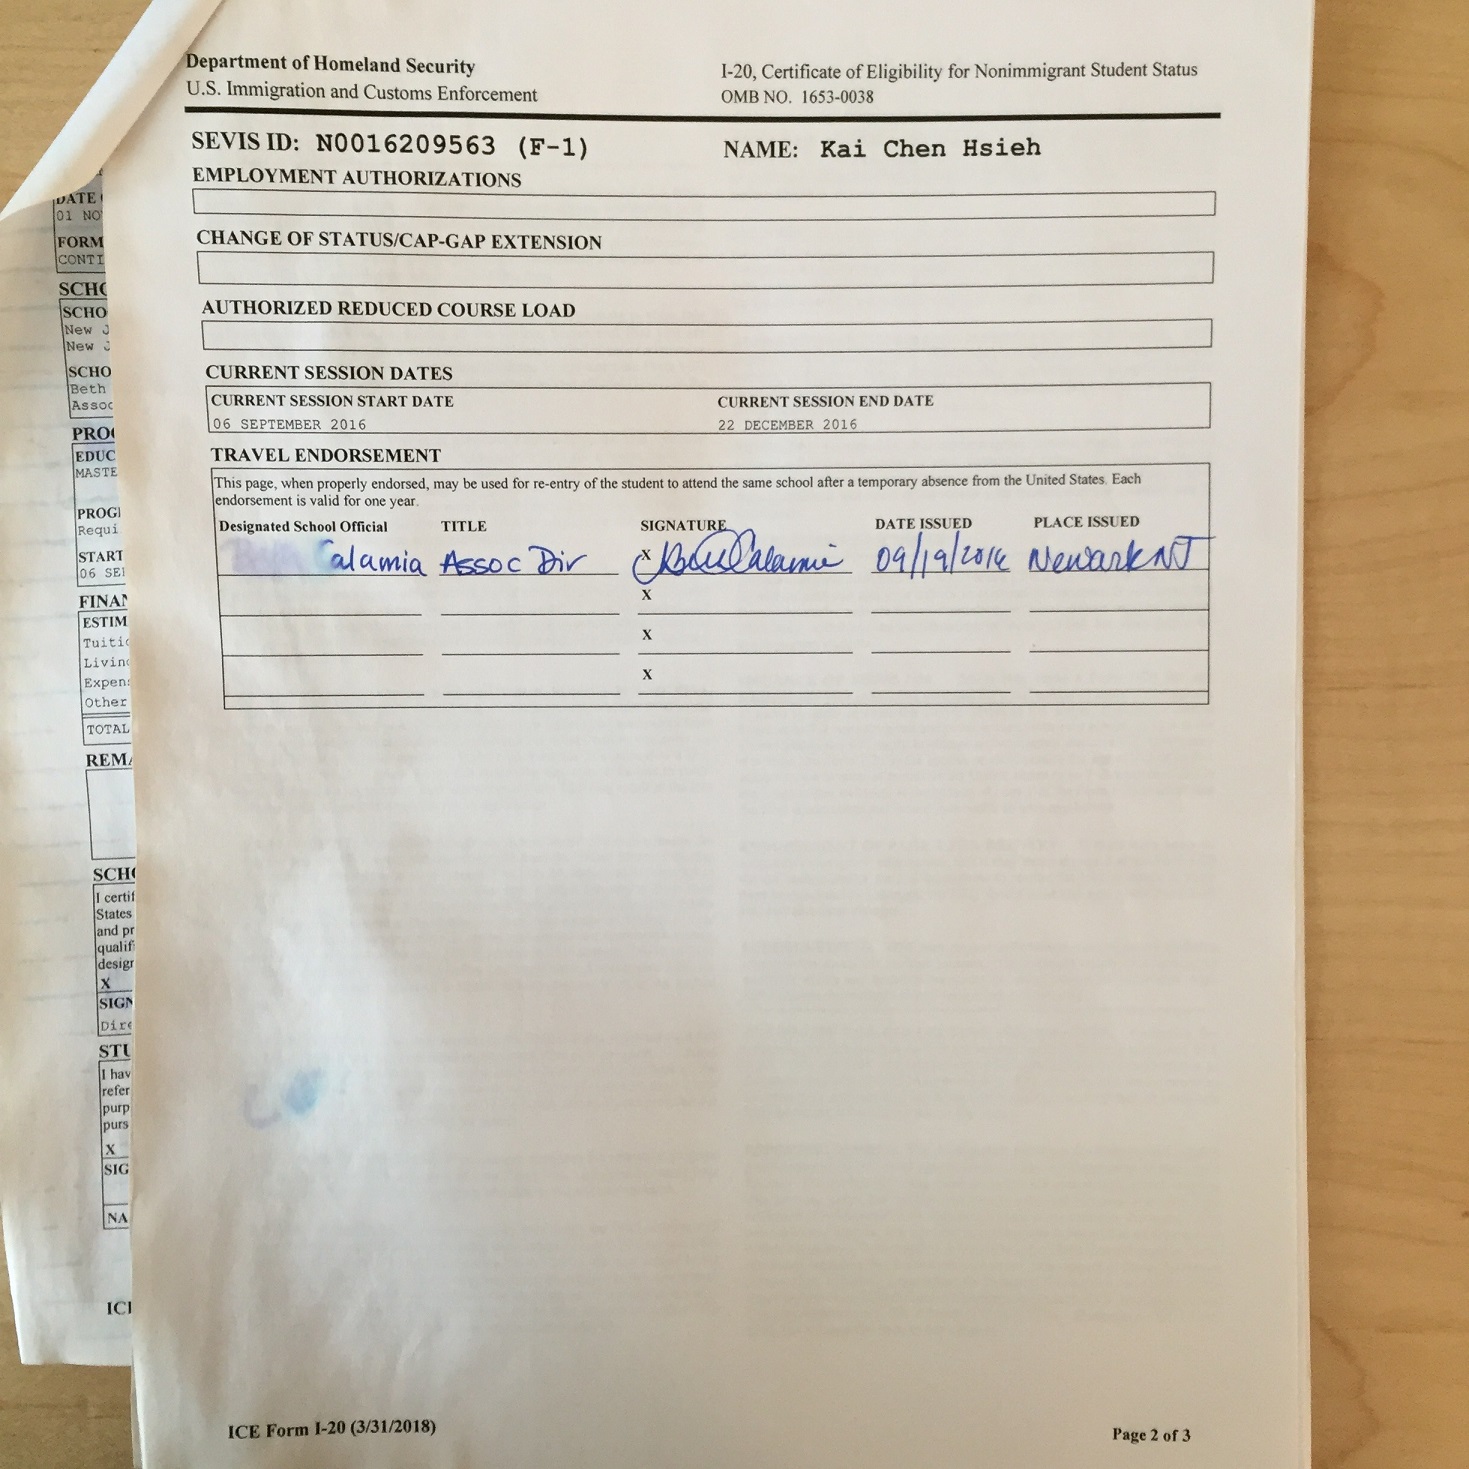 Department of Homeland Security
U.S. Immigration and Customs Enforcement
I-20, Certificate of Eligibility for Nonimmigrant Student Status
OMB NO. 1653-0038
SEVIS ID: N0016209563 (F-1)
NAME: Kai Chen Hsieh
EMPLOYMENT AUTHORIZATIONS
CHANGE OF STATUS/CAP-GAP EXTENSION
AUTHORIZED REDUCED COURSE LOAD
CURRENT SESSION DATES
CURRENT SESSION START DATE CURRENT SESSION END DATE
06 SEPTEMBER 2016 22 DECEMBER 2016
TRAVEL ENDORSEMENT
This page, when properly endorsed, may be used for re-entry of the student to attend the same school after a temporary absence from the United States. Each
endorsement is valid for one year.
Designated School Official TITLE SIGNATURE DATE ISSUED PLACE ISSUED
Beth Calamia Assoc Dir X Beth Calamia 09/19/2016 Newark NJ
X
X
X
ICE Form I-20 (3/31/2018)
Page 2 of 3
DATE
01 NO
FORM
CONTI
SCHO
SCHO
New J
New J
SCHO
Beth
Assoc
PROG
EDUC
MASTE
PROGR
Requi
START
06 SE
FINAN
ESTIM
Tuitio
Living
Expens
Other
TOTAL
REMA
SCHO
I certif
States
and pr
qualif
desigr
X
SIGN
Dire
STU
I hav
refer
purp
purs
X
SIG
NA
ICE